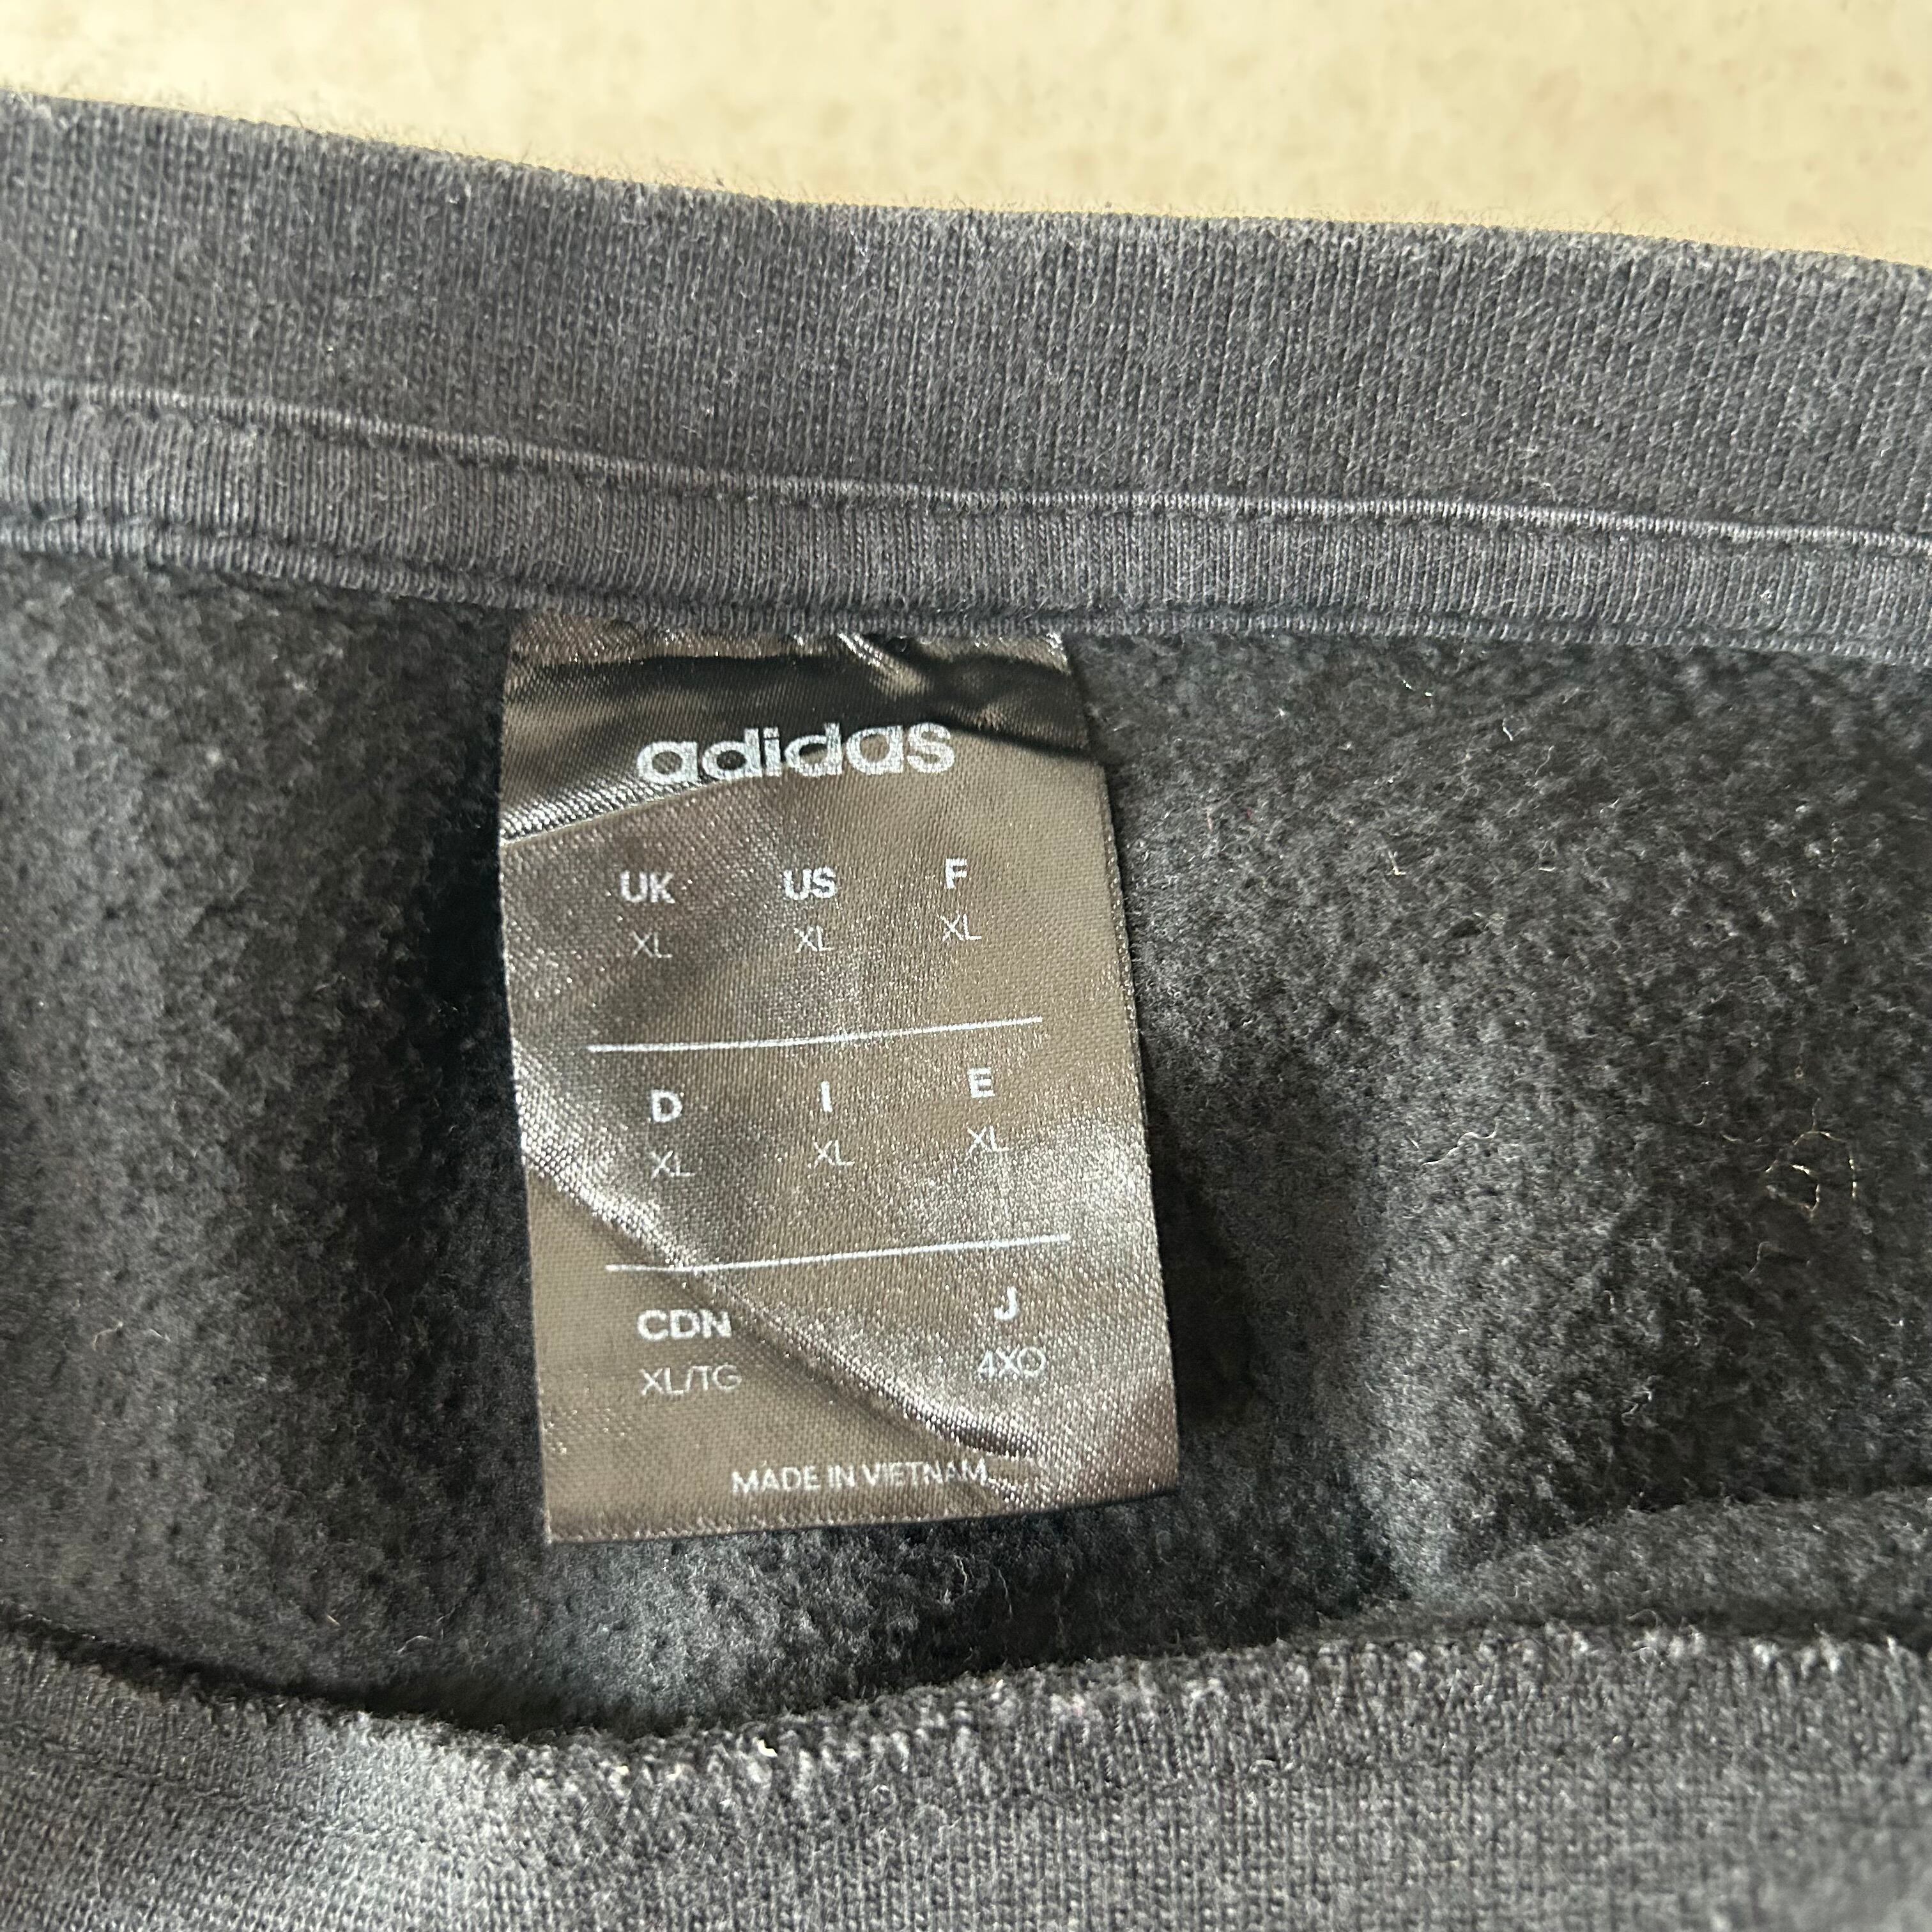 adidas
UK US F
XL XL XL
D I E
XL XL XL
CDN J
XL/TG 4XO
MADE IN VIETNAM